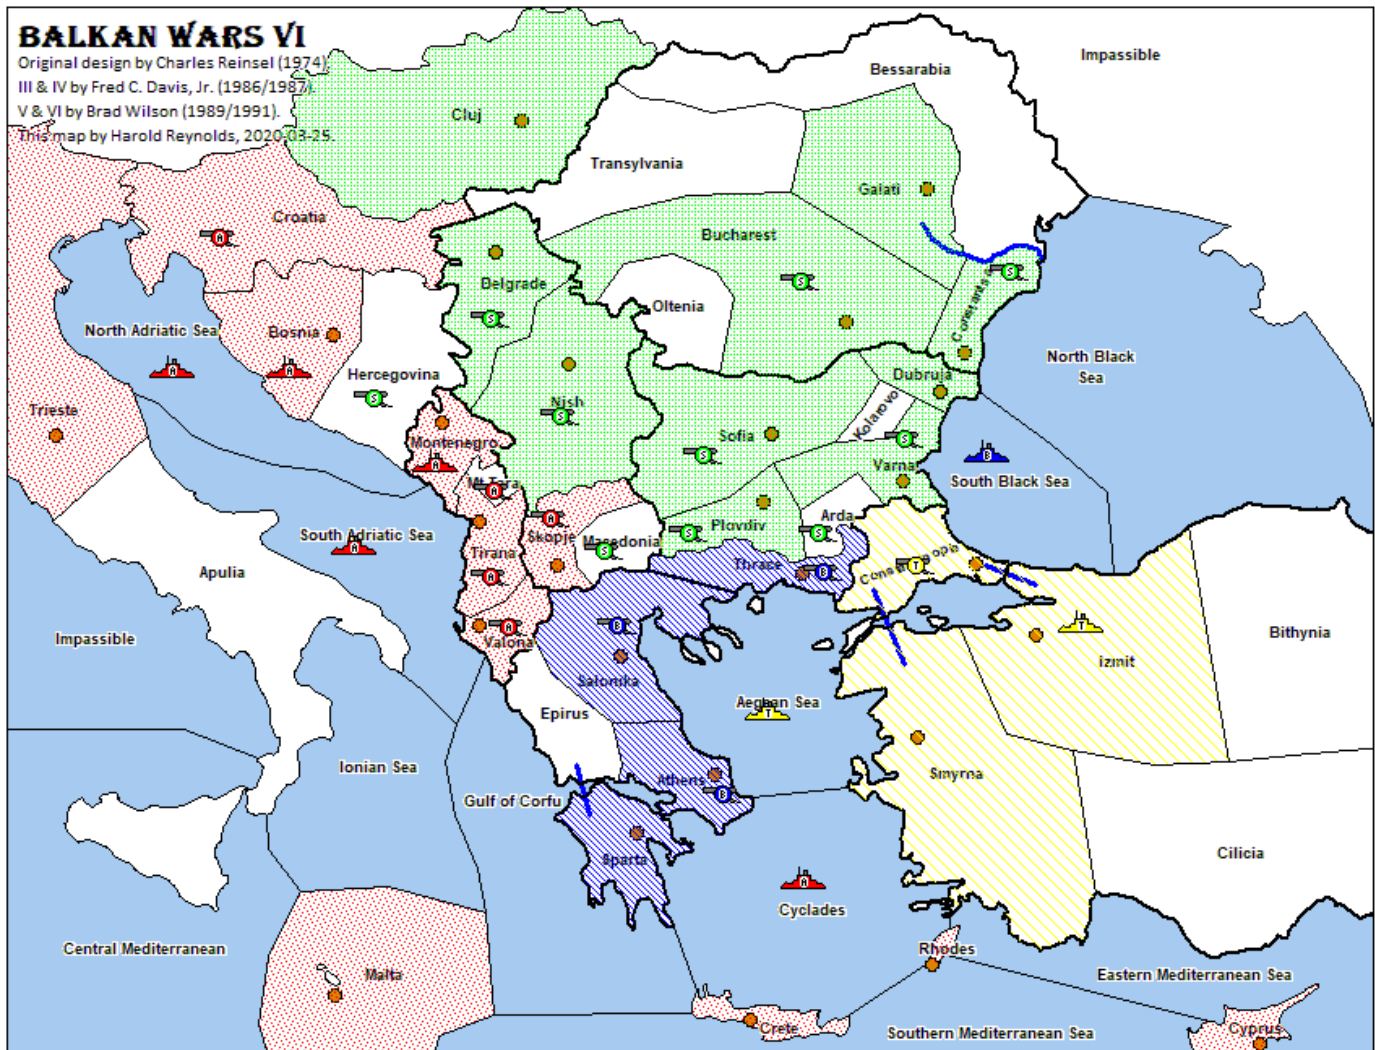 BALKAN WARS VI
Original design by Charles Reinsel (1974)
III & IV by Fred C. Davis, Jr. (1986/1987).
V & VI by Brad Wilson (1989/1991).
This map by Harold Reynolds, 2020-03-25.
Impassible
Bessarabia
Cluj
Transylvania
Galati
Croatia
Bucharest
Belgrade
Constanta
S
A
S
Oltenia
S
North Adriatic Sea
Bosnia
North Black
Sea
A
A
Hercegovina
Dubruja
S
Nish
Kolarovo
Trieste
S
Sofia
Montenegro
S
S
B
A
Varna
South Black Sea
Mt Tara
A
A
Arda
Skopje
Plovdiv
South Adriatic Sea
S
S
A
Tirana
Macedonia
S
Constantinople
Thrace
T
Apulia
A
B
Impassible
A
B
T
Valona
Bithynia
izmit
Salonika
Aegean Sea
T
Epirus
Ionian Sea
Athens
Smyrna
B
Gulf of Corfu
Cilicia
Sparta
A
Cyclades
Central Mediterranean
Rhodes
Malta
Eastern Mediterranean Sea
Crete
Southern Mediterranean Sea
Cyprus